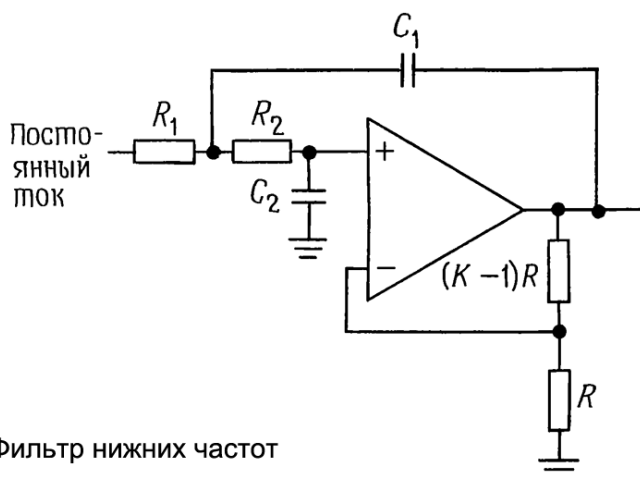 C₁
R₁
R₂
Посто-
янный
ток
C₂
+
−
(K −1)R
R
Фильтр нижних частот